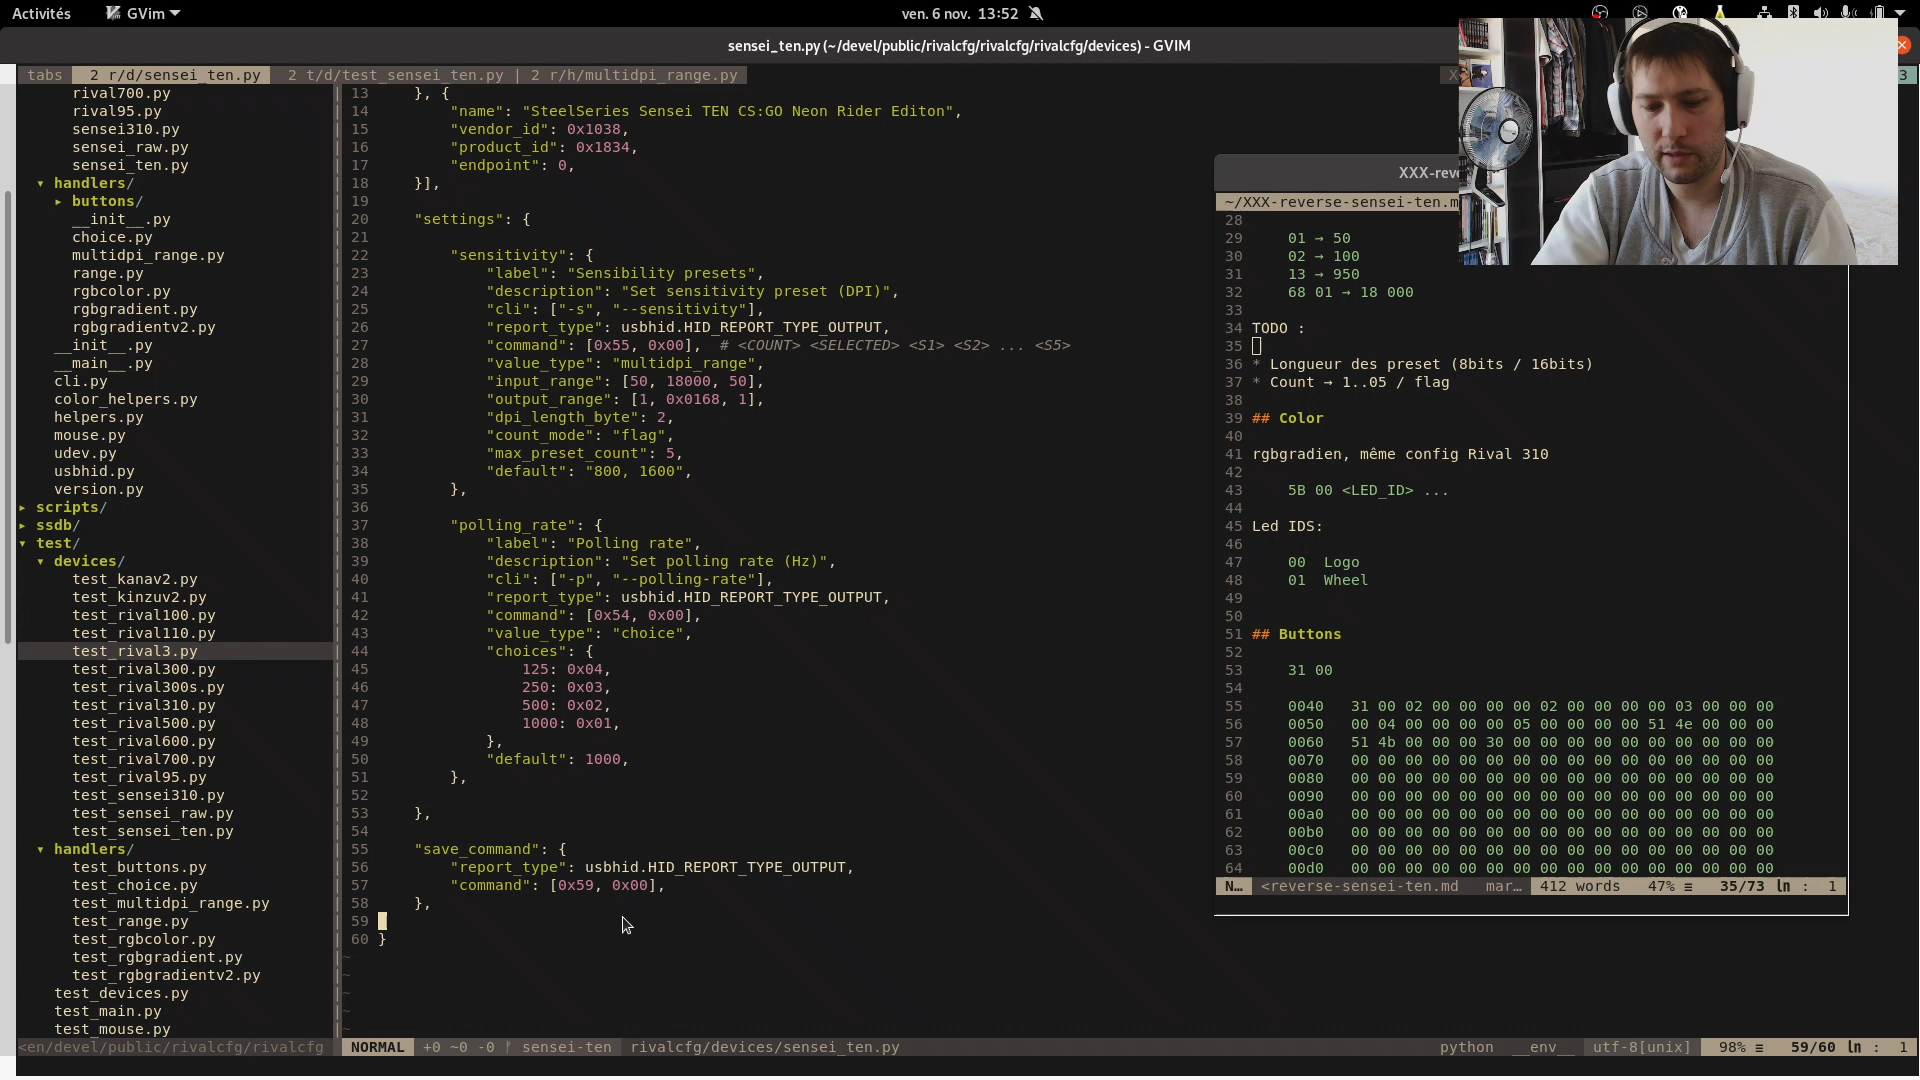 Activités
GVim
ven. 6 nov. 13:52
sensei_ten.py (~/devel/public/rivalcfg/rivalcfg/rivalcfg/devices) - GVIM
tabs 2 r/d/sensei_ten.py 2 t/d/test_sensei_ten.py | 2 r/h/multidpi_range.py
X
3
rival700.py
rival95.py
sensei310.py
sensei_raw.py
sensei_ten.py
▾ handlers/
▸ buttons/
__init__.py
choice.py
multidpi_range.py
range.py
rgbcolor.py
rgbgradient.py
rgbgradientv2.py
__init__.py
__main__.py
cli.py
color_helpers.py
helpers.py
mouse.py
udev.py
usbhid.py
version.py
▸ scripts/
▸ ssdb/
▾ test/
▾ devices/
test_kanav2.py
test_kinzuv2.py
test_rival100.py
test_rival110.py
test_rival3.py
test_rival300.py
test_rival300s.py
test_rival310.py
test_rival500.py
test_rival600.py
test_rival700.py
test_rival95.py
test_sensei310.py
test_sensei_raw.py
test_sensei_ten.py
▾ handlers/
test_buttons.py
test_choice.py
test_multidpi_range.py
test_range.py
test_rgbcolor.py
test_rgbgradient.py
test_rgbgradientv2.py
test_devices.py
test_main.py
test_mouse.py
<en/devel/public/rivalcfg/rivalcfg
13 }, {
14 "name": "SteelSeries Sensei TEN CS:GO Neon Rider Editon",
15 "vendor_id": 0x1038,
16 "product_id": 0x1834,
17 "endpoint": 0,
18 }],
19
20 "settings": {
21
22 "sensitivity": {
23 "label": "Sensibility presets",
24 "description": "Set sensitivity preset (DPI)",
25 "cli": ["-s", "--sensitivity"],
26 "report_type": usbhid.HID_REPORT_TYPE_OUTPUT,
27 "command": [0x55, 0x00], # <COUNT> <SELECTED> <S1> <S2> ... <S5>
28 "value_type": "multidpi_range",
29 "input_range": [50, 18000, 50],
30 "output_range": [1, 0x0168, 1],
31 "dpi_length_byte": 2,
32 "count_mode": "flag",
33 "max_preset_count": 5,
34 "default": "800, 1600",
35 },
36
37 "polling_rate": {
38 "label": "Polling rate",
39 "description": "Set polling rate (Hz)",
40 "cli": ["-p", "--polling-rate"],
41 "report_type": usbhid.HID_REPORT_TYPE_OUTPUT,
42 "command": [0x54, 0x00],
43 "value_type": "choice",
44 "choices": {
45 125: 0x04,
46 250: 0x03,
47 500: 0x02,
48 1000: 0x01,
49 },
50 "default": 1000,
51 },
52
53 },
54
55 "save_command": {
56 "report_type": usbhid.HID_REPORT_TYPE_OUTPUT,
57 "command": [0x59, 0x00],
58 },
59
60 }
~
~
~
~
~
NORMAL +0 ~0 -0 sensei-ten rivalcfg/devices/sensei_ten.py python __env__ utf-8[unix] 98% ≡ 59/60 ln : 1
XXX-reve
~/XXX-reverse-sensei-ten.m
28
29 01 → 50
30 02 → 100
31 13 → 950
32 68 01 → 18 000
33
34 TODO :
35
36 * Longueur des preset (8bits / 16bits)
37 * Count → 1..05 / flag
38
39 ## Color
40
41 rgbgradien, même config Rival 310
42
43 5B 00 <LED_ID> ...
44
45 Led IDS:
46
47 00 Logo
48 01 Wheel
49
50
51 ## Buttons
52
53 31 00
54
55 0040 31 00 02 00 00 00 00 02 00 00 00 00 03 00 00 00
56 0050 00 04 00 00 00 00 05 00 00 00 00 51 4e 00 00 00
57 0060 51 4b 00 00 00 30 00 00 00 00 00 00 00 00 00 00
58 0070 00 00 00 00 00 00 00 00 00 00 00 00 00 00 00 00
59 0080 00 00 00 00 00 00 00 00 00 00 00 00 00 00 00 00
60 0090 00 00 00 00 00 00 00 00 00 00 00 00 00 00 00 00
61 00a0 00 00 00 00 00 00 00 00 00 00 00 00 00 00 00 00
62 00b0 00 00 00 00 00 00 00 00 00 00 00 00 00 00 00 00
63 00c0 00 00 00 00 00 00 00 00 00 00 00 00 00 00 00 00
64 00d0 00 00 00 00 00 00 00 00 00 00 00 00 00 00 00 00
N… <reverse-sensei-ten.md mar… 412 words 47% ≡ 35/73 ln : 1